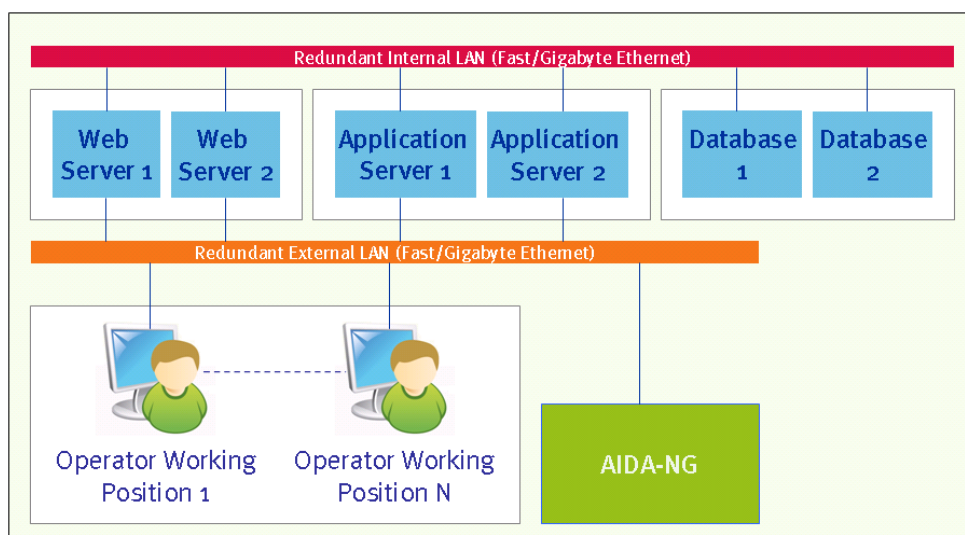 Redundant Internal LAN (Fast/Gigabyte Ethernet)
Web
Server 1
Web
Server 2
Application
Server 1
Application
Server 2
Database
1
Database
2
Redundant External LAN (Fast/Gigabyte Ethernet)
Operator Working
Position 1
Operator Working
Position N
AIDA-NG